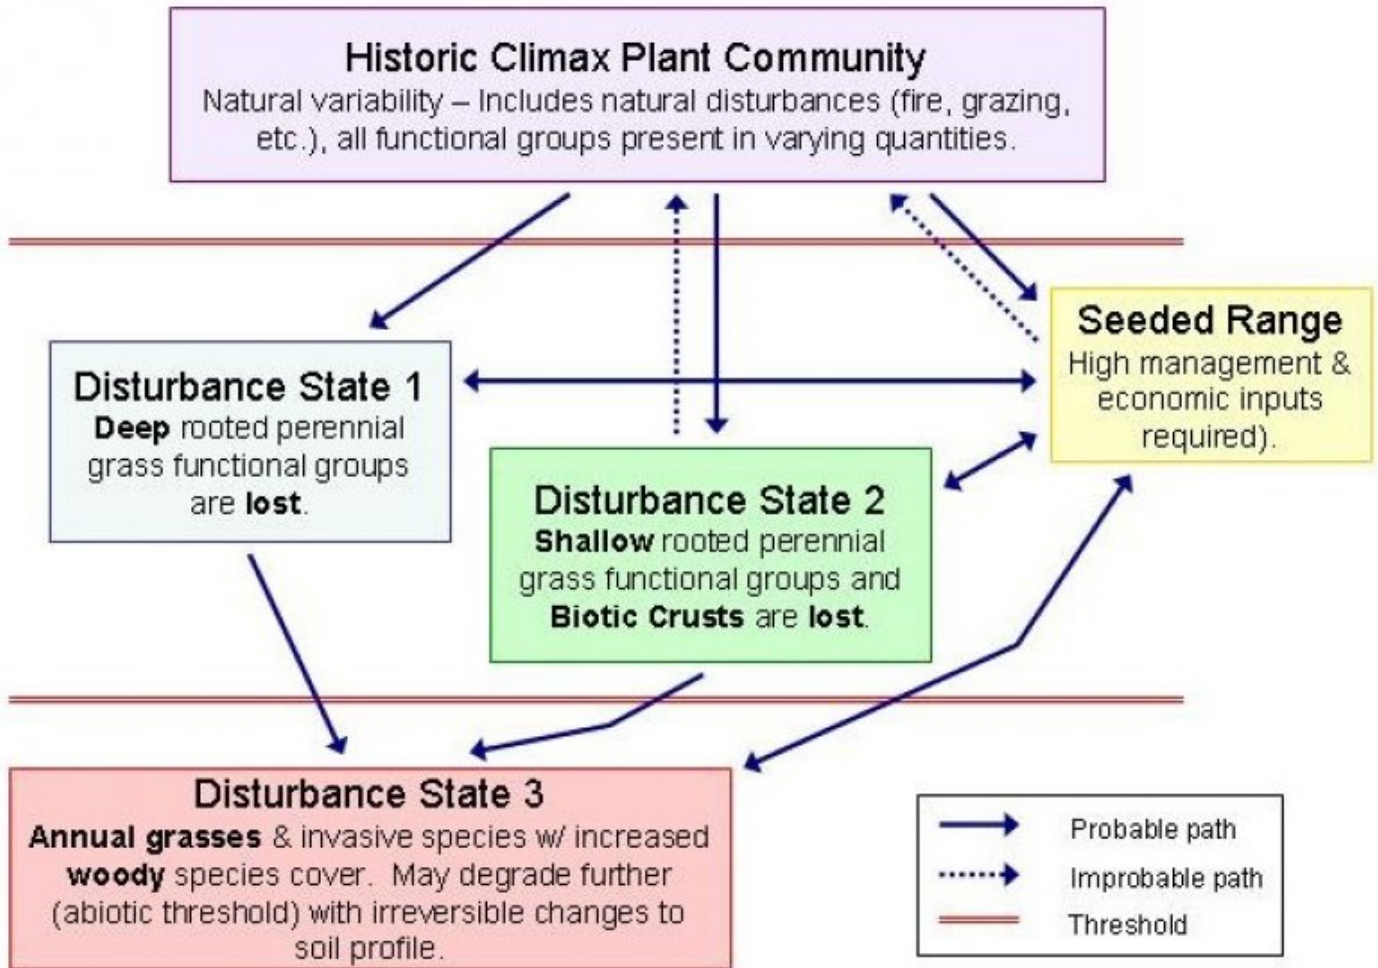 Historic Climax Plant Community
Natural variability – Includes natural disturbances (fire, grazing,
etc.), all functional groups present in varying quantities.
Seeded Range
High management &
economic inputs
required).
Disturbance State 1
Deep rooted perennial
grass functional groups
are lost.
Disturbance State 2
Shallow rooted perennial
grass functional groups and
Biotic Crusts are lost.
Disturbance State 3
Annual grasses & invasive species w/ increased
woody species cover. May degrade further
(abiotic threshold) with irreversible changes to
soil profile.
Probable path
Improbable path
Threshold